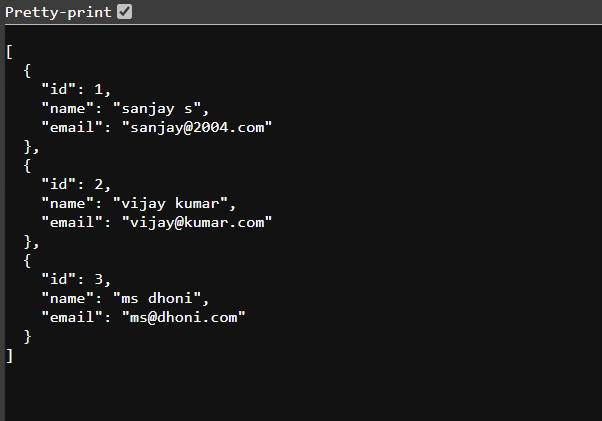 Pretty-print
[
  {
    "id": 1,
    "name": "sanjay s",
    "email": "sanjay@2004.com"
  },
  {
    "id": 2,
    "name": "vijay kumar",
    "email": "vijay@kumar.com"
  },
  {
    "id": 3,
    "name": "ms dhoni",
    "email": "ms@dhoni.com"
  }
]